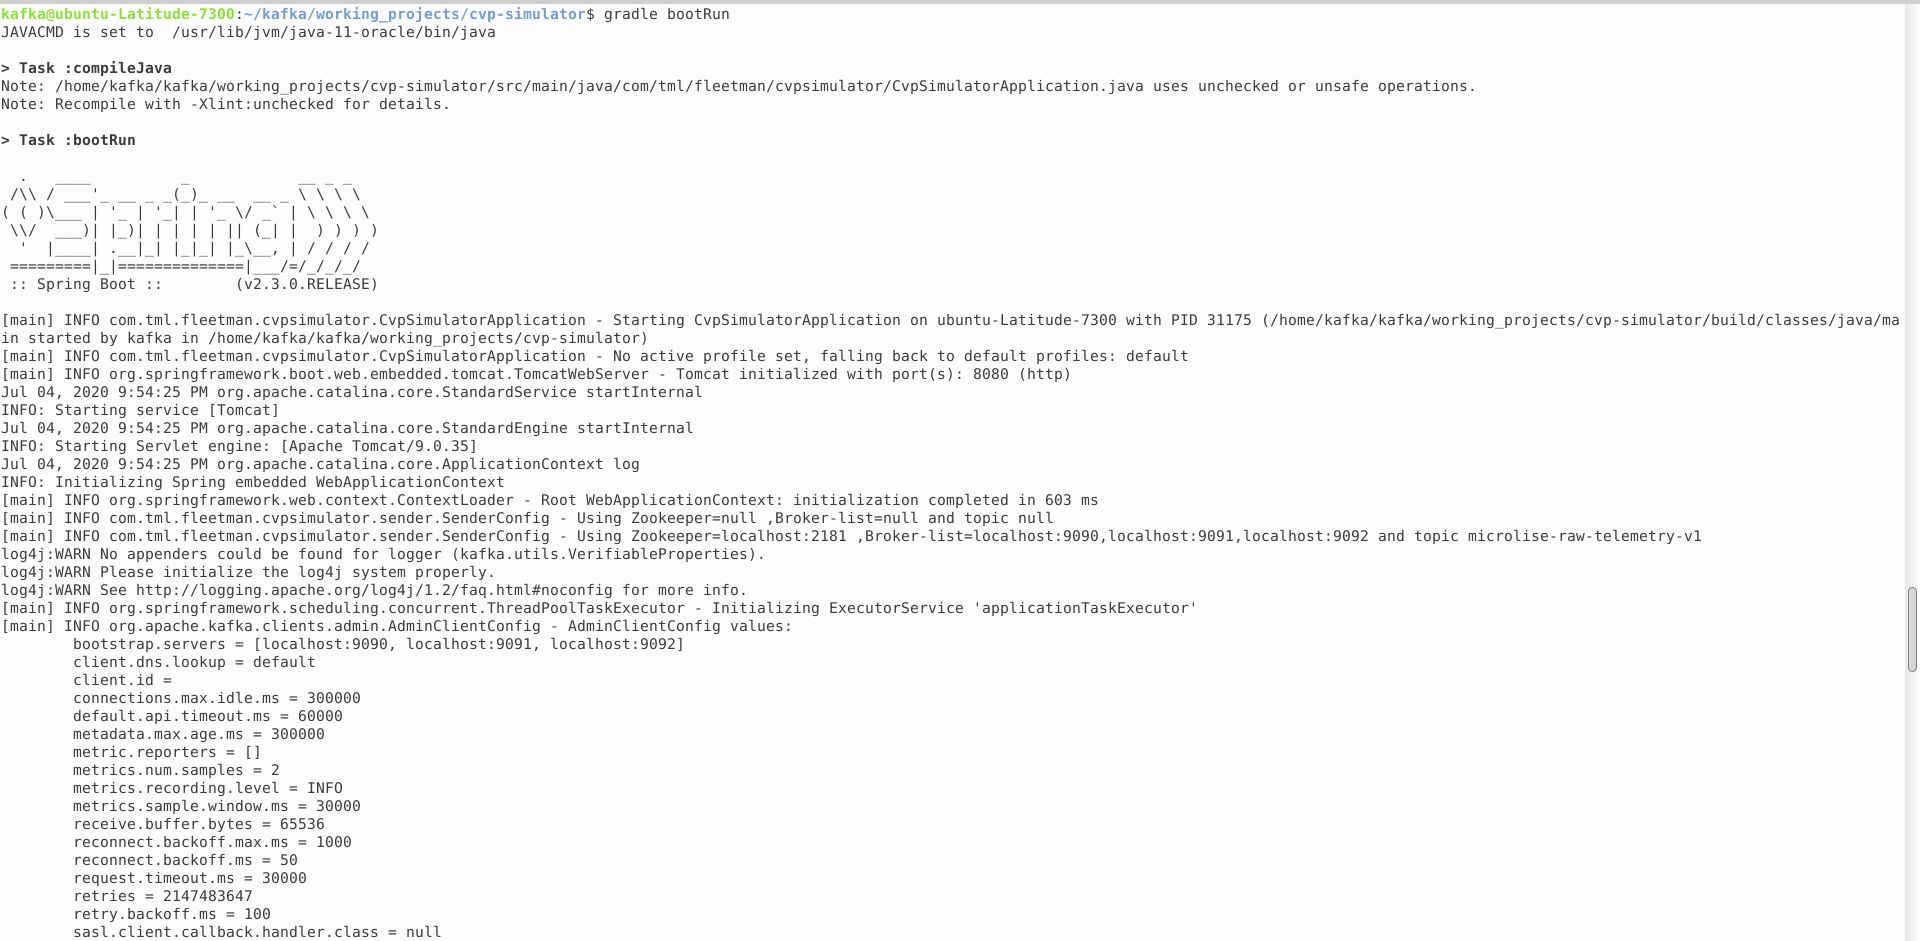 kafka@ubuntu-Latitude-7300:~/kafka/working_projects/cvp-simulator$ gradle bootRun
JAVACMD is set to  /usr/lib/jvm/java-11-oracle/bin/java

> Task :compileJava
Note: /home/kafka/kafka/working_projects/cvp-simulator/src/main/java/com/tml/fleetman/cvpsimulator/CvpSimulatorApplication.java uses unchecked or unsafe operations.
Note: Recompile with -Xlint:unchecked for details.

> Task :bootRun

  .   ____          _            __ _ _
 /\\ / ___'_ __ _ _(_)_ __  __ _ \ \ \ \
( ( )\___ | '_ | '_| | '_ \/ _` | \ \ \ \
 \\/  ___)| |_)| | | | | || (_| |  ) ) ) )
  '  |____| .__|_| |_|_| |_\__, | / / / /
 =========|_|==============|___/=/_/_/_/
 :: Spring Boot ::        (v2.3.0.RELEASE)

[main] INFO com.tml.fleetman.cvpsimulator.CvpSimulatorApplication - Starting CvpSimulatorApplication on ubuntu-Latitude-7300 with PID 31175 (/home/kafka/kafka/working_projects/cvp-simulator/build/classes/java/ma
in started by kafka in /home/kafka/kafka/working_projects/cvp-simulator)
[main] INFO com.tml.fleetman.cvpsimulator.CvpSimulatorApplication - No active profile set, falling back to default profiles: default
[main] INFO org.springframework.boot.web.embedded.tomcat.TomcatWebServer - Tomcat initialized with port(s): 8080 (http)
Jul 04, 2020 9:54:25 PM org.apache.catalina.core.StandardService startInternal
INFO: Starting service [Tomcat]
Jul 04, 2020 9:54:25 PM org.apache.catalina.core.StandardEngine startInternal
INFO: Starting Servlet engine: [Apache Tomcat/9.0.35]
Jul 04, 2020 9:54:25 PM org.apache.catalina.core.ApplicationContext log
INFO: Initializing Spring embedded WebApplicationContext
[main] INFO org.springframework.web.context.ContextLoader - Root WebApplicationContext: initialization completed in 603 ms
[main] INFO com.tml.fleetman.cvpsimulator.sender.SenderConfig - Using Zookeeper=null ,Broker-list=null and topic null
[main] INFO com.tml.fleetman.cvpsimulator.sender.SenderConfig - Using Zookeeper=localhost:2181 ,Broker-list=localhost:9090,localhost:9091,localhost:9092 and topic microlise-raw-telemetry-v1
log4j:WARN No appenders could be found for logger (kafka.utils.VerifiableProperties).
log4j:WARN Please initialize the log4j system properly.
log4j:WARN See http://logging.apache.org/log4j/1.2/faq.html#noconfig for more info.
[main] INFO org.springframework.scheduling.concurrent.ThreadPoolTaskExecutor - Initializing ExecutorService 'applicationTaskExecutor'
[main] INFO org.apache.kafka.clients.admin.AdminClientConfig - AdminClientConfig values:
        bootstrap.servers = [localhost:9090, localhost:9091, localhost:9092]
        client.dns.lookup = default
        client.id =
        connections.max.idle.ms = 300000
        default.api.timeout.ms = 60000
        metadata.max.age.ms = 300000
        metric.reporters = []
        metrics.num.samples = 2
        metrics.recording.level = INFO
        metrics.sample.window.ms = 30000
        receive.buffer.bytes = 65536
        reconnect.backoff.max.ms = 1000
        reconnect.backoff.ms = 50
        request.timeout.ms = 30000
        retries = 2147483647
        retry.backoff.ms = 100
        sasl.client.callback.handler.class = null